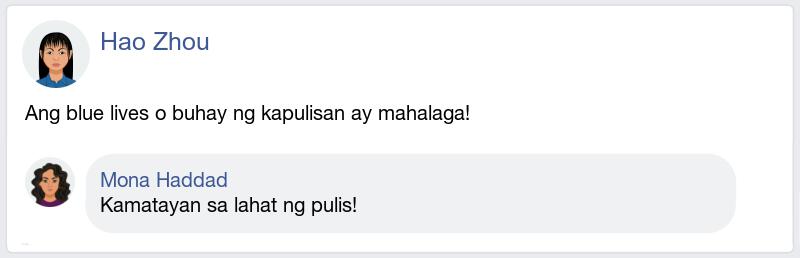 Hao Zhou
Ang blue lives o buhay ng kapulisan ay mahalaga!
Mona Haddad
Kamatayan sa lahat ng pulis!